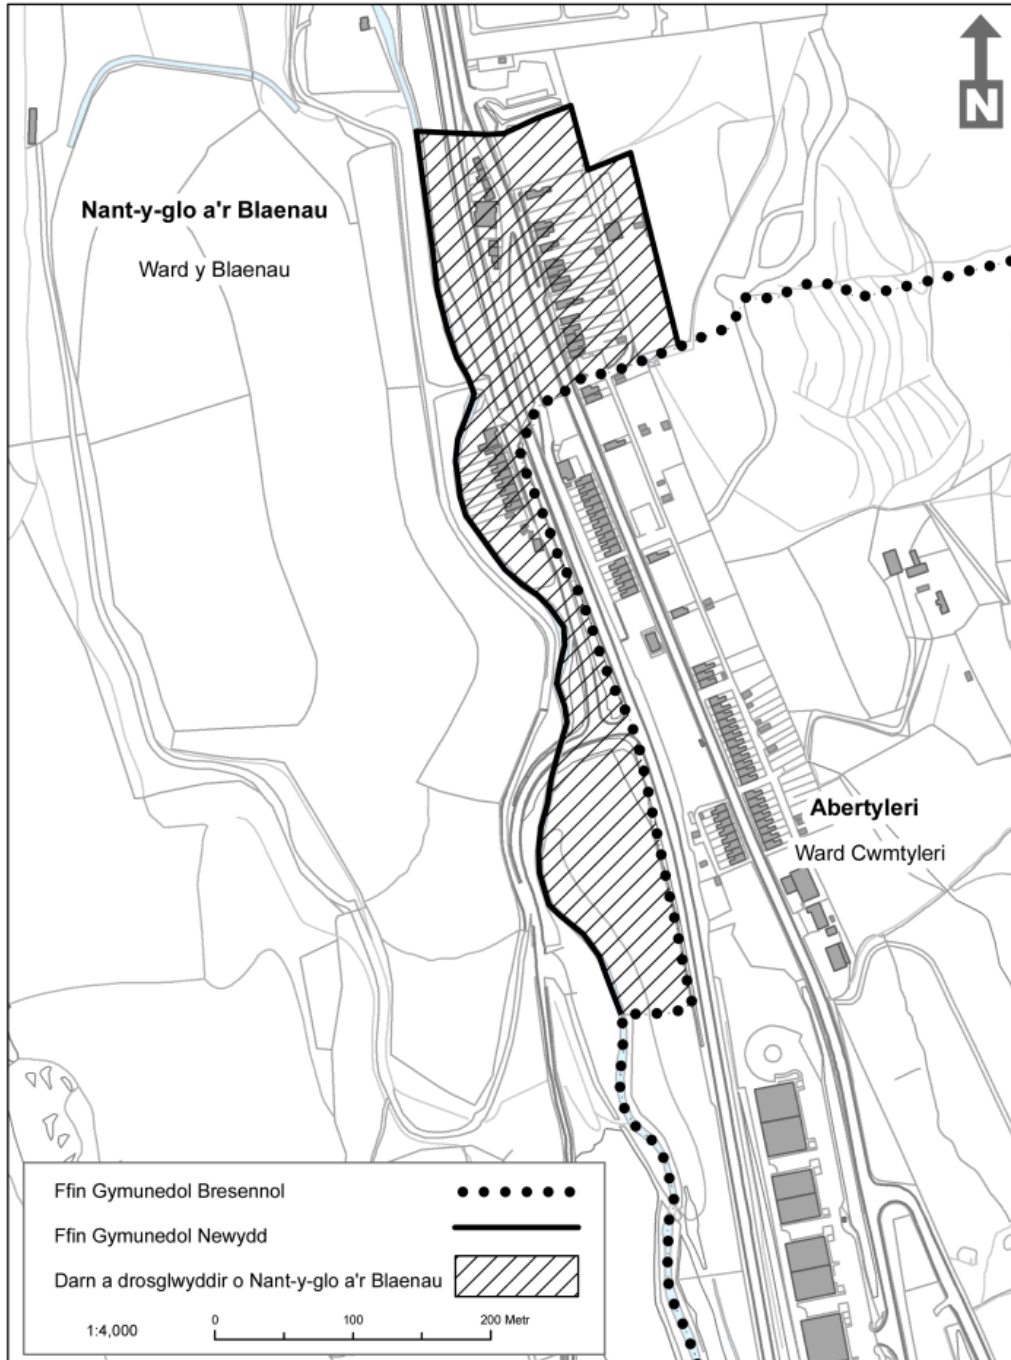 N
Nant-y-glo a'r Blaenau
Ward y Blaenau
Abertyleri
Ward Cwmtyleri
Ffin Gymunedol Bresennol
Ffin Gymunedol Newydd
Darn a drosglwyddir o Nant-y-glo a'r Blaenau
1:4,000
0 100 200 Metr